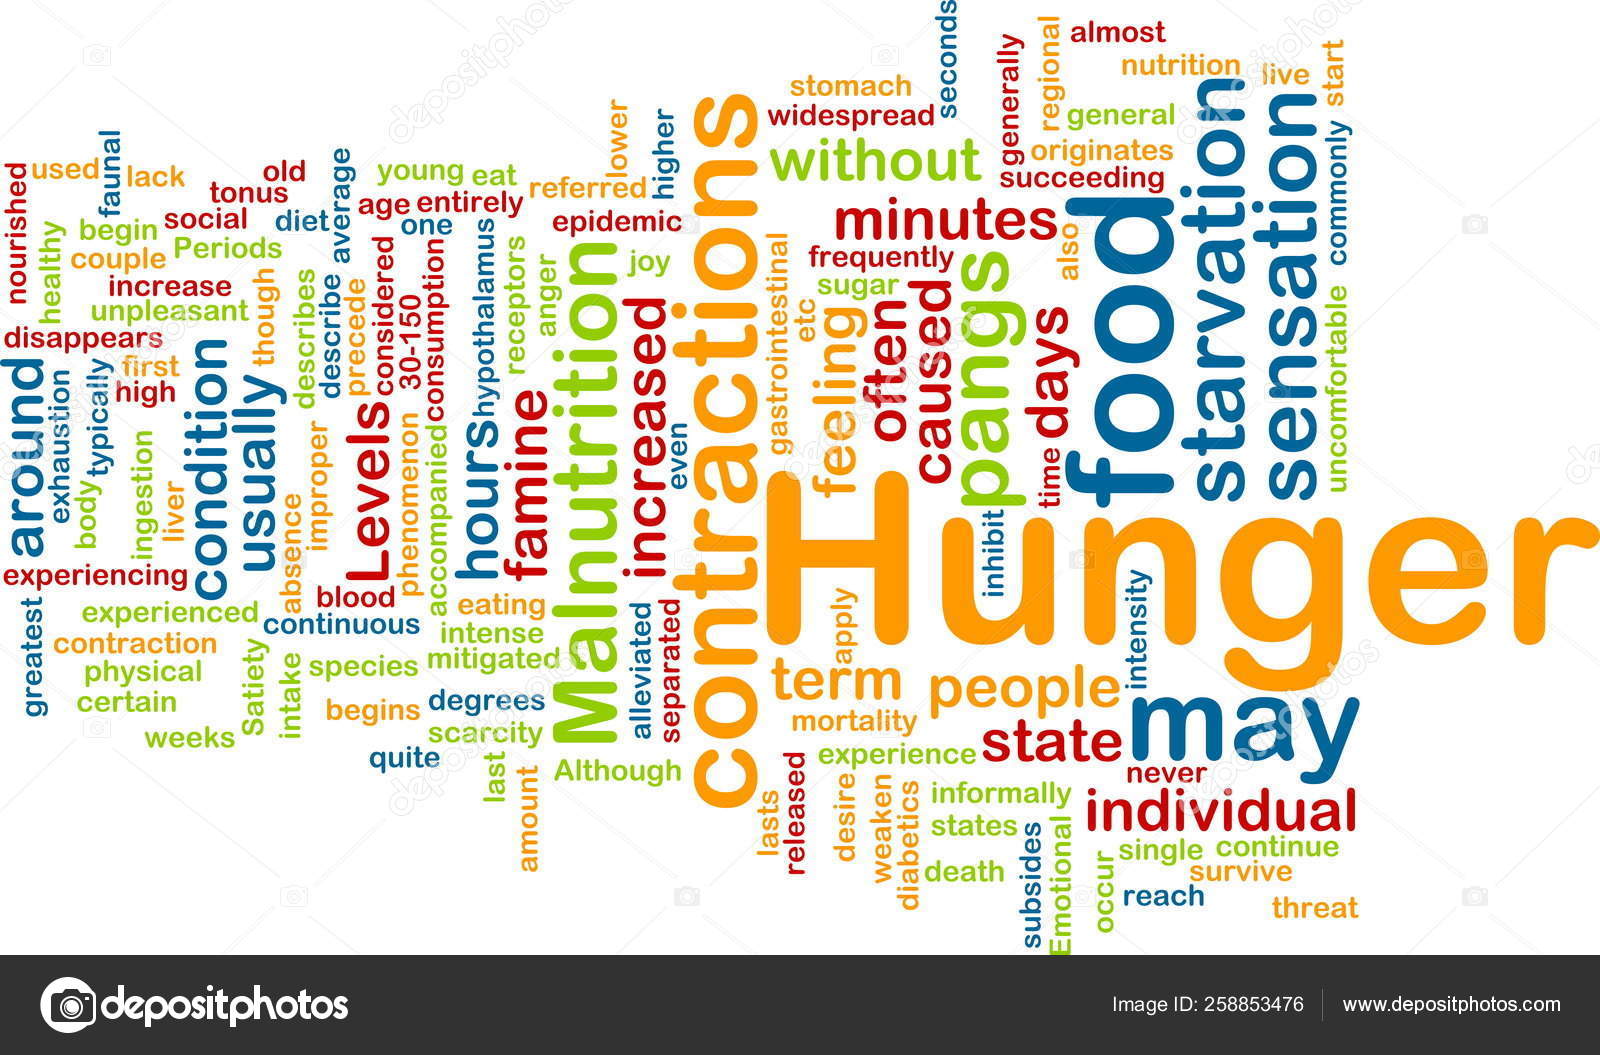 seconds
almost
nutrition
live
start
regional
generally
stomach
widespread
general
without
originates
succeeding
commonly
lower
higher
contractions
starvation
sensation
faunal
used
lack
old
tonus
average
young
eat
referred
nourished
healthy
begin
social
diet
age
entirely
one
epidemic
minutes
food
also
couple
Periods
considered
consumption
hypothalamus
receptors
anger
Malnutrition
joy
gastrointestinal
frequently
sugar
etc
increase
unpleasant
though
describes
describe
precede
30-150
disappears
first
high
increased
feeling
often
caused
pangs
days
time
uncomfortable
around
exhaustion
typically
condition
usually
Levels
phenomenon
accompanied
hours
famine
even
body
ingestion
liver
absence
improper
Hunger
inhibit
experiencing
blood
greatest
experienced
continuous
eating
intense
mitigated
alleviated
separated
apply
intensity
contraction
physical
certain
Satiety
intake
species
begins
degrees
scarcity
term
people
may
mortality
state
weeks
quite
last
amount
Although
experience
never
individual
lasts
released
desire
weaken
diabetics
informally
states
death
subsides
Emotional
occur
single
continue
survive
reach
threat
depositphotos
Image ID: 258853476
www.depositphotos.com